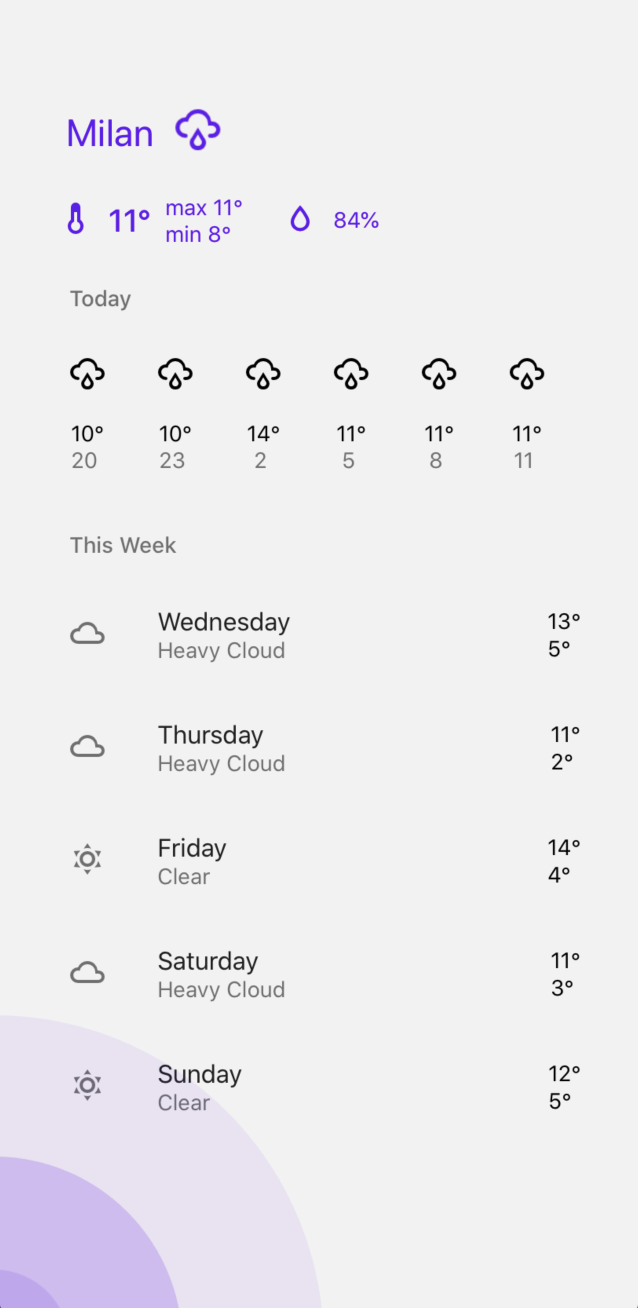 Milan
11° max 11°
min 8° 84%
Today
10° 10° 14° 11° 11° 11°
20 23 2 5 8 11
This Week
Wednesday 13°
Heavy Cloud 5°
Thursday 11°
Heavy Cloud 2°
Friday 14°
Clear 4°
Saturday 11°
Heavy Cloud 3°
Sunday 12°
Clear 5°